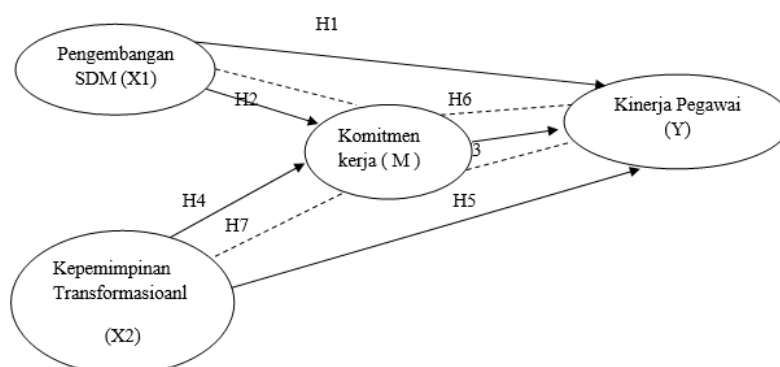 H1
Pengembangan
SDM (X1)
H2
H6
Kinerja Pegawai
(Y)
Komitmen
kerja ( M )
3
H4
H5
H7
Kepemimpinan
Transformasioanl
(X2)